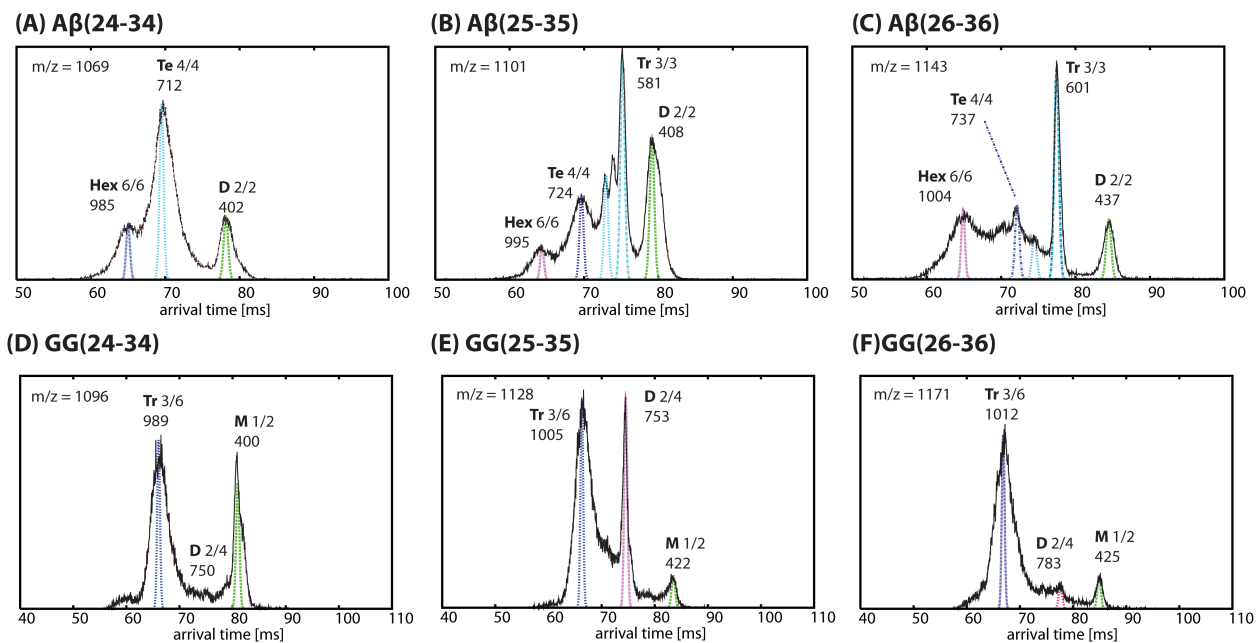 (A) Aβ(24-34)
m/z = 1069
Te 4/4
712
Hex 6/6
985
D 2/2
402
50 60 70 80 90 100
arrival time [ms]
(B) Aβ(25-35)
m/z = 1101
Tr 3/3
581
D 2/2
408
Te 4/4
724
Hex 6/6
995
50 60 70 80 90 100
arrival time [ms]
(C) Aβ(26-36)
m/z = 1143
Tr 3/3
601
Te 4/4
737
Hex 6/6
1004
D 2/2
437
50 60 70 80 90 100
arrival time [ms]
(D) GG(24-34)
m/z = 1096
Tr 3/6
989
M 1/2
400
D 2/4
750
40 50 60 70 80 90 100 110
arrival time [ms]
(E) GG(25-35)
m/z = 1128
D 2/4
753
Tr 3/6
1005
M 1/2
422
40 50 60 70 80 90 100 110
arrival time [ms]
(F)GG(26-36)
m/z = 1171
Tr 3/6
1012
D 2/4
783
M 1/2
425
40 50 60 70 80 90 100 110
arrival time [ms]